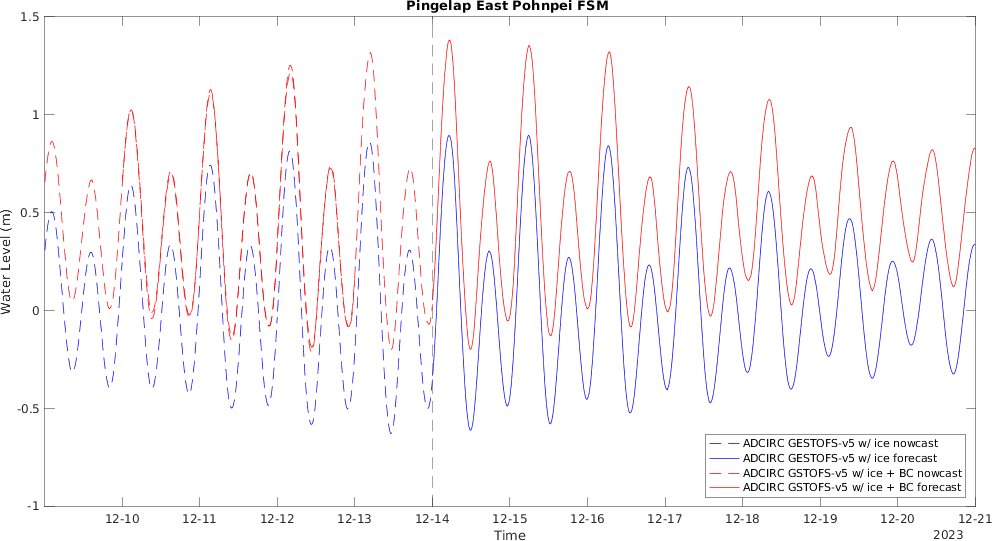 Pingelap East Pohnpei FSM
1.5
1
0.5
0
-0.5
-1
Water Level (m)
ADCIRC GESTOFS-v5 w/ ice nowcast
ADCIRC GESTOFS-v5 w/ ice forecast
ADCIRC GSTOFS-v5 w/ ice + BC nowcast
ADCIRC GSTOFS-v5 w/ ice + BC forecast
12-10 12-11 12-12 12-13 12-14 12-15 12-16 12-17 12-18 12-19 12-20 12-21
Time
2023